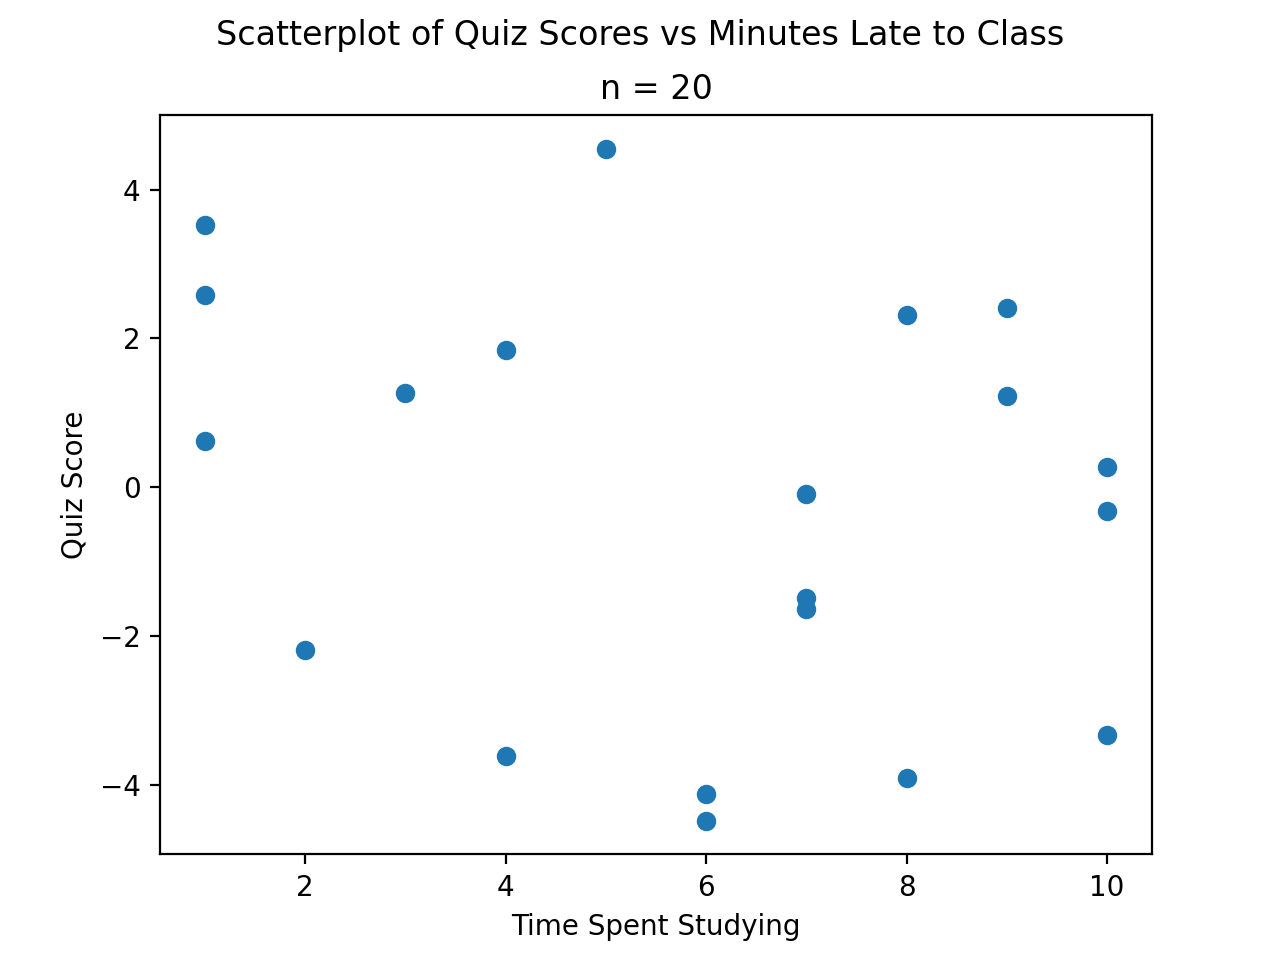 Scatterplot of Quiz Scores vs Minutes Late to Class
n = 20
4
2
0
−2
−4
Quiz Score
2 4 6 8 10
Time Spent Studying